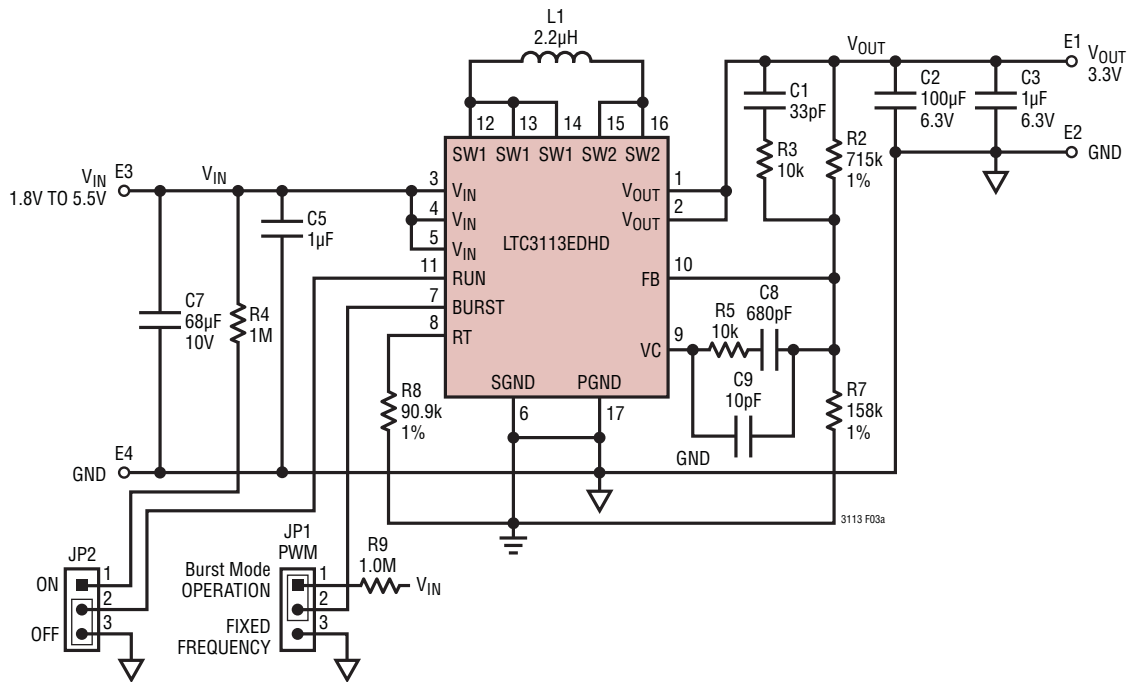 L1
2.2µH
12
13
14
15
16
SW1
SW1
SW1
SW2
SW2
LTC3113EDHD
VIN
1.8V TO 5.5V
E3
VIN
3
VIN
4
VIN
5
VIN
11
RUN
7
BURST
8
RT
1
VOUT
2
VOUT
10
FB
9
VC
SGND
PGND
6
17
VOUT
E1
VOUT
3.3V
E2
GND
C1
33pF
R3
10k
R2
715k
1%
C2
100µF
6.3V
C3
1µF
6.3V
C5
1µF
C7
68µF
10V
R4
1M
R8
90.9k
1%
R5
10k
C8
680pF
C9
10pF
R7
158k
1%
E4
GND
GND
3113 F03a
JP2
ON
1
2
OFF
3
JP1
PWM
Burst Mode
OPERATION
1
2
FIXED
FREQUENCY
3
R9
1.0M
VIN